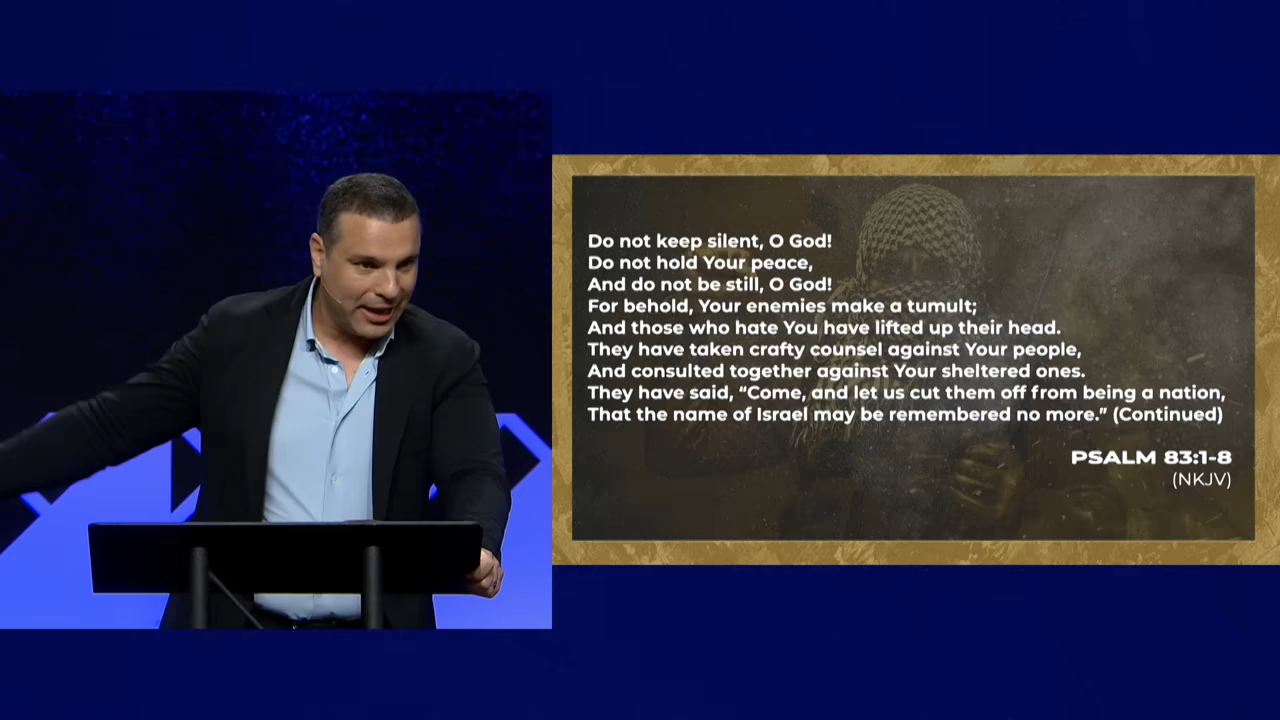 Do not keep silent, O God!
Do not hold Your peace,
And do not be still, O God!
For behold, Your enemies make a tumult;
And those who hate You have lifted up their head.
They have taken crafty counsel against Your people,
And consulted together against Your sheltered ones.
They have said, “Come, and let us cut them off from being a nation,
That the name of Israel may be remembered no more.” (Continued)
PSALM 83:1-8
(NKJV)